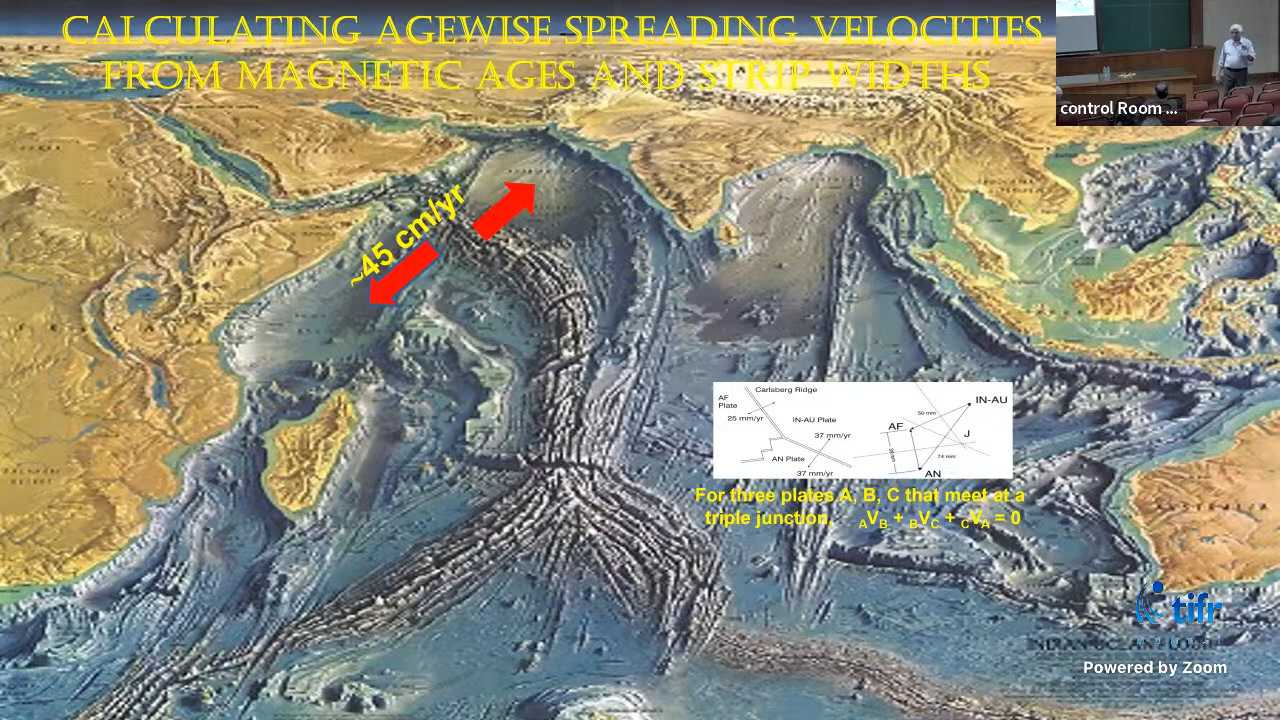 CALCULATING AGEWISE SPREADING VELOCITIES
FROM MAGNETIC AGES AND STRIP WIDTHS
control Room ...
~45 cm/yr
Carlsberg Ridge
AF
Plate
25 mm/yr
IN-AU Plate
37 mm/yr
AN Plate
37 mm/yr
IN-AU
50 mm
AF
J
74 mm
AN
For three plates A, B, C that meet at a
triple junction, AVB + BVC + CVA = 0
tifr
INDIAN OCEAN FLOOR
Powered by Zoom